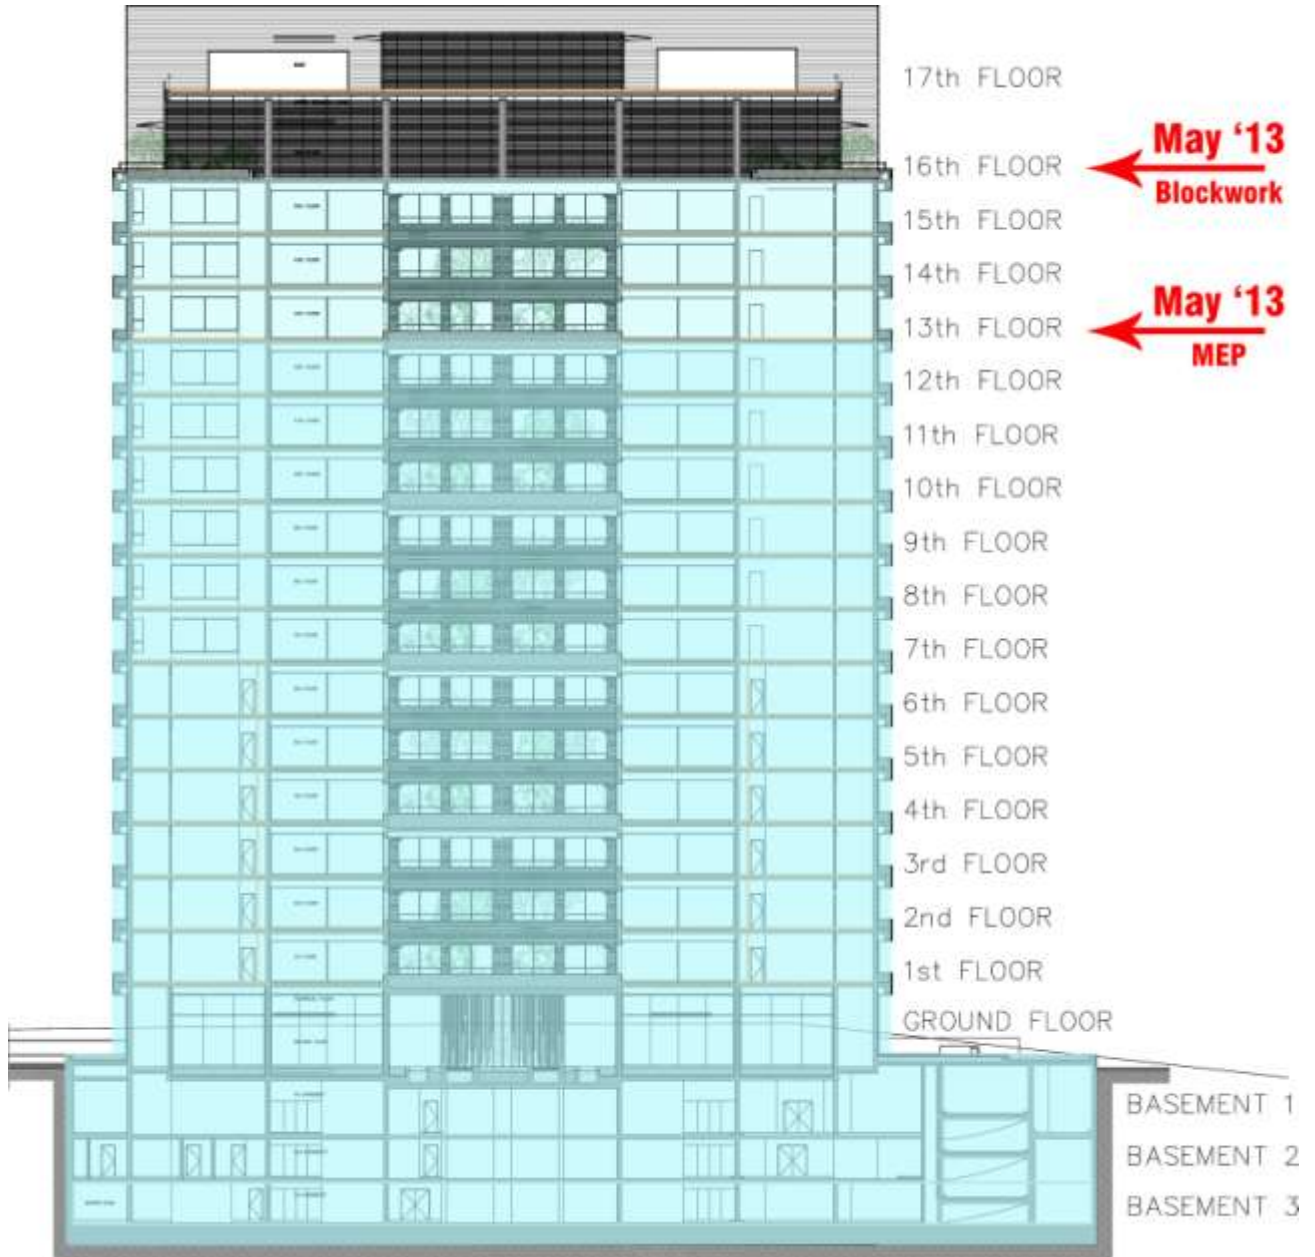 17th FLOOR
May ‘13
16th FLOOR
Blockwork
15th FLOOR
14th FLOOR
May ‘13
13th FLOOR
MEP
12th FLOOR
11th FLOOR
10th FLOOR
9th FLOOR
8th FLOOR
7th FLOOR
6th FLOOR
5th FLOOR
4th FLOOR
3rd FLOOR
2nd FLOOR
1st FLOOR
GROUND FLOOR
BASEMENT 1
BASEMENT 2
BASEMENT 3